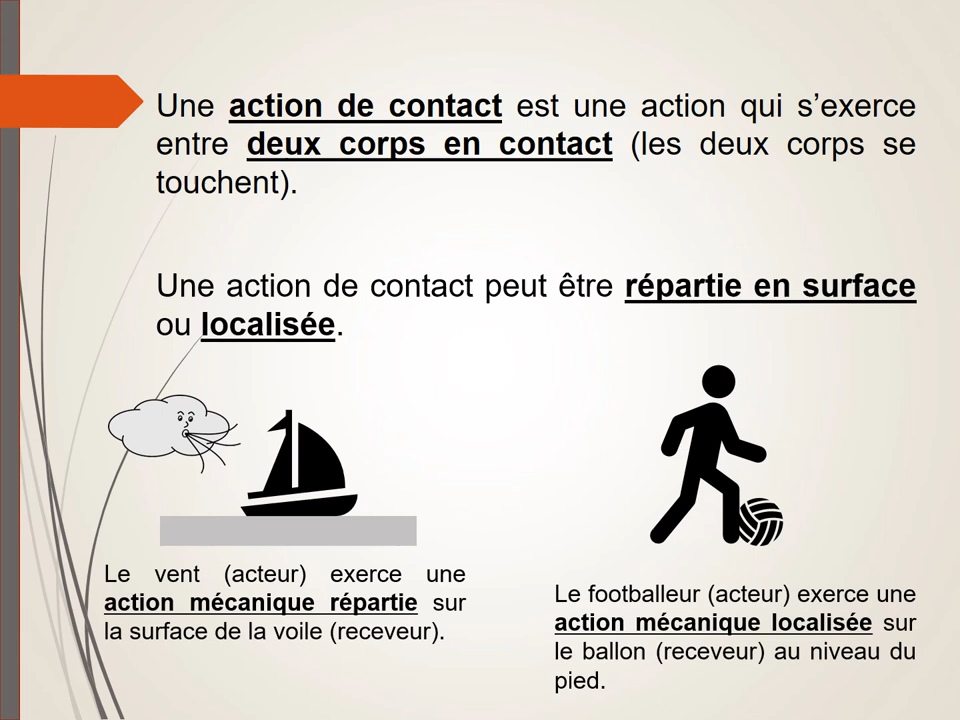 Une action de contact est une action qui s’exerce
entre deux corps en contact (les deux corps se
touchent).
Une action de contact peut être répartie en surface
ou localisée.
Le vent (acteur) exerce une
action mécanique répartie sur
la surface de la voile (receveur).
Le footballeur (acteur) exerce une
action mécanique localisée sur
le ballon (receveur) au niveau du
pied.